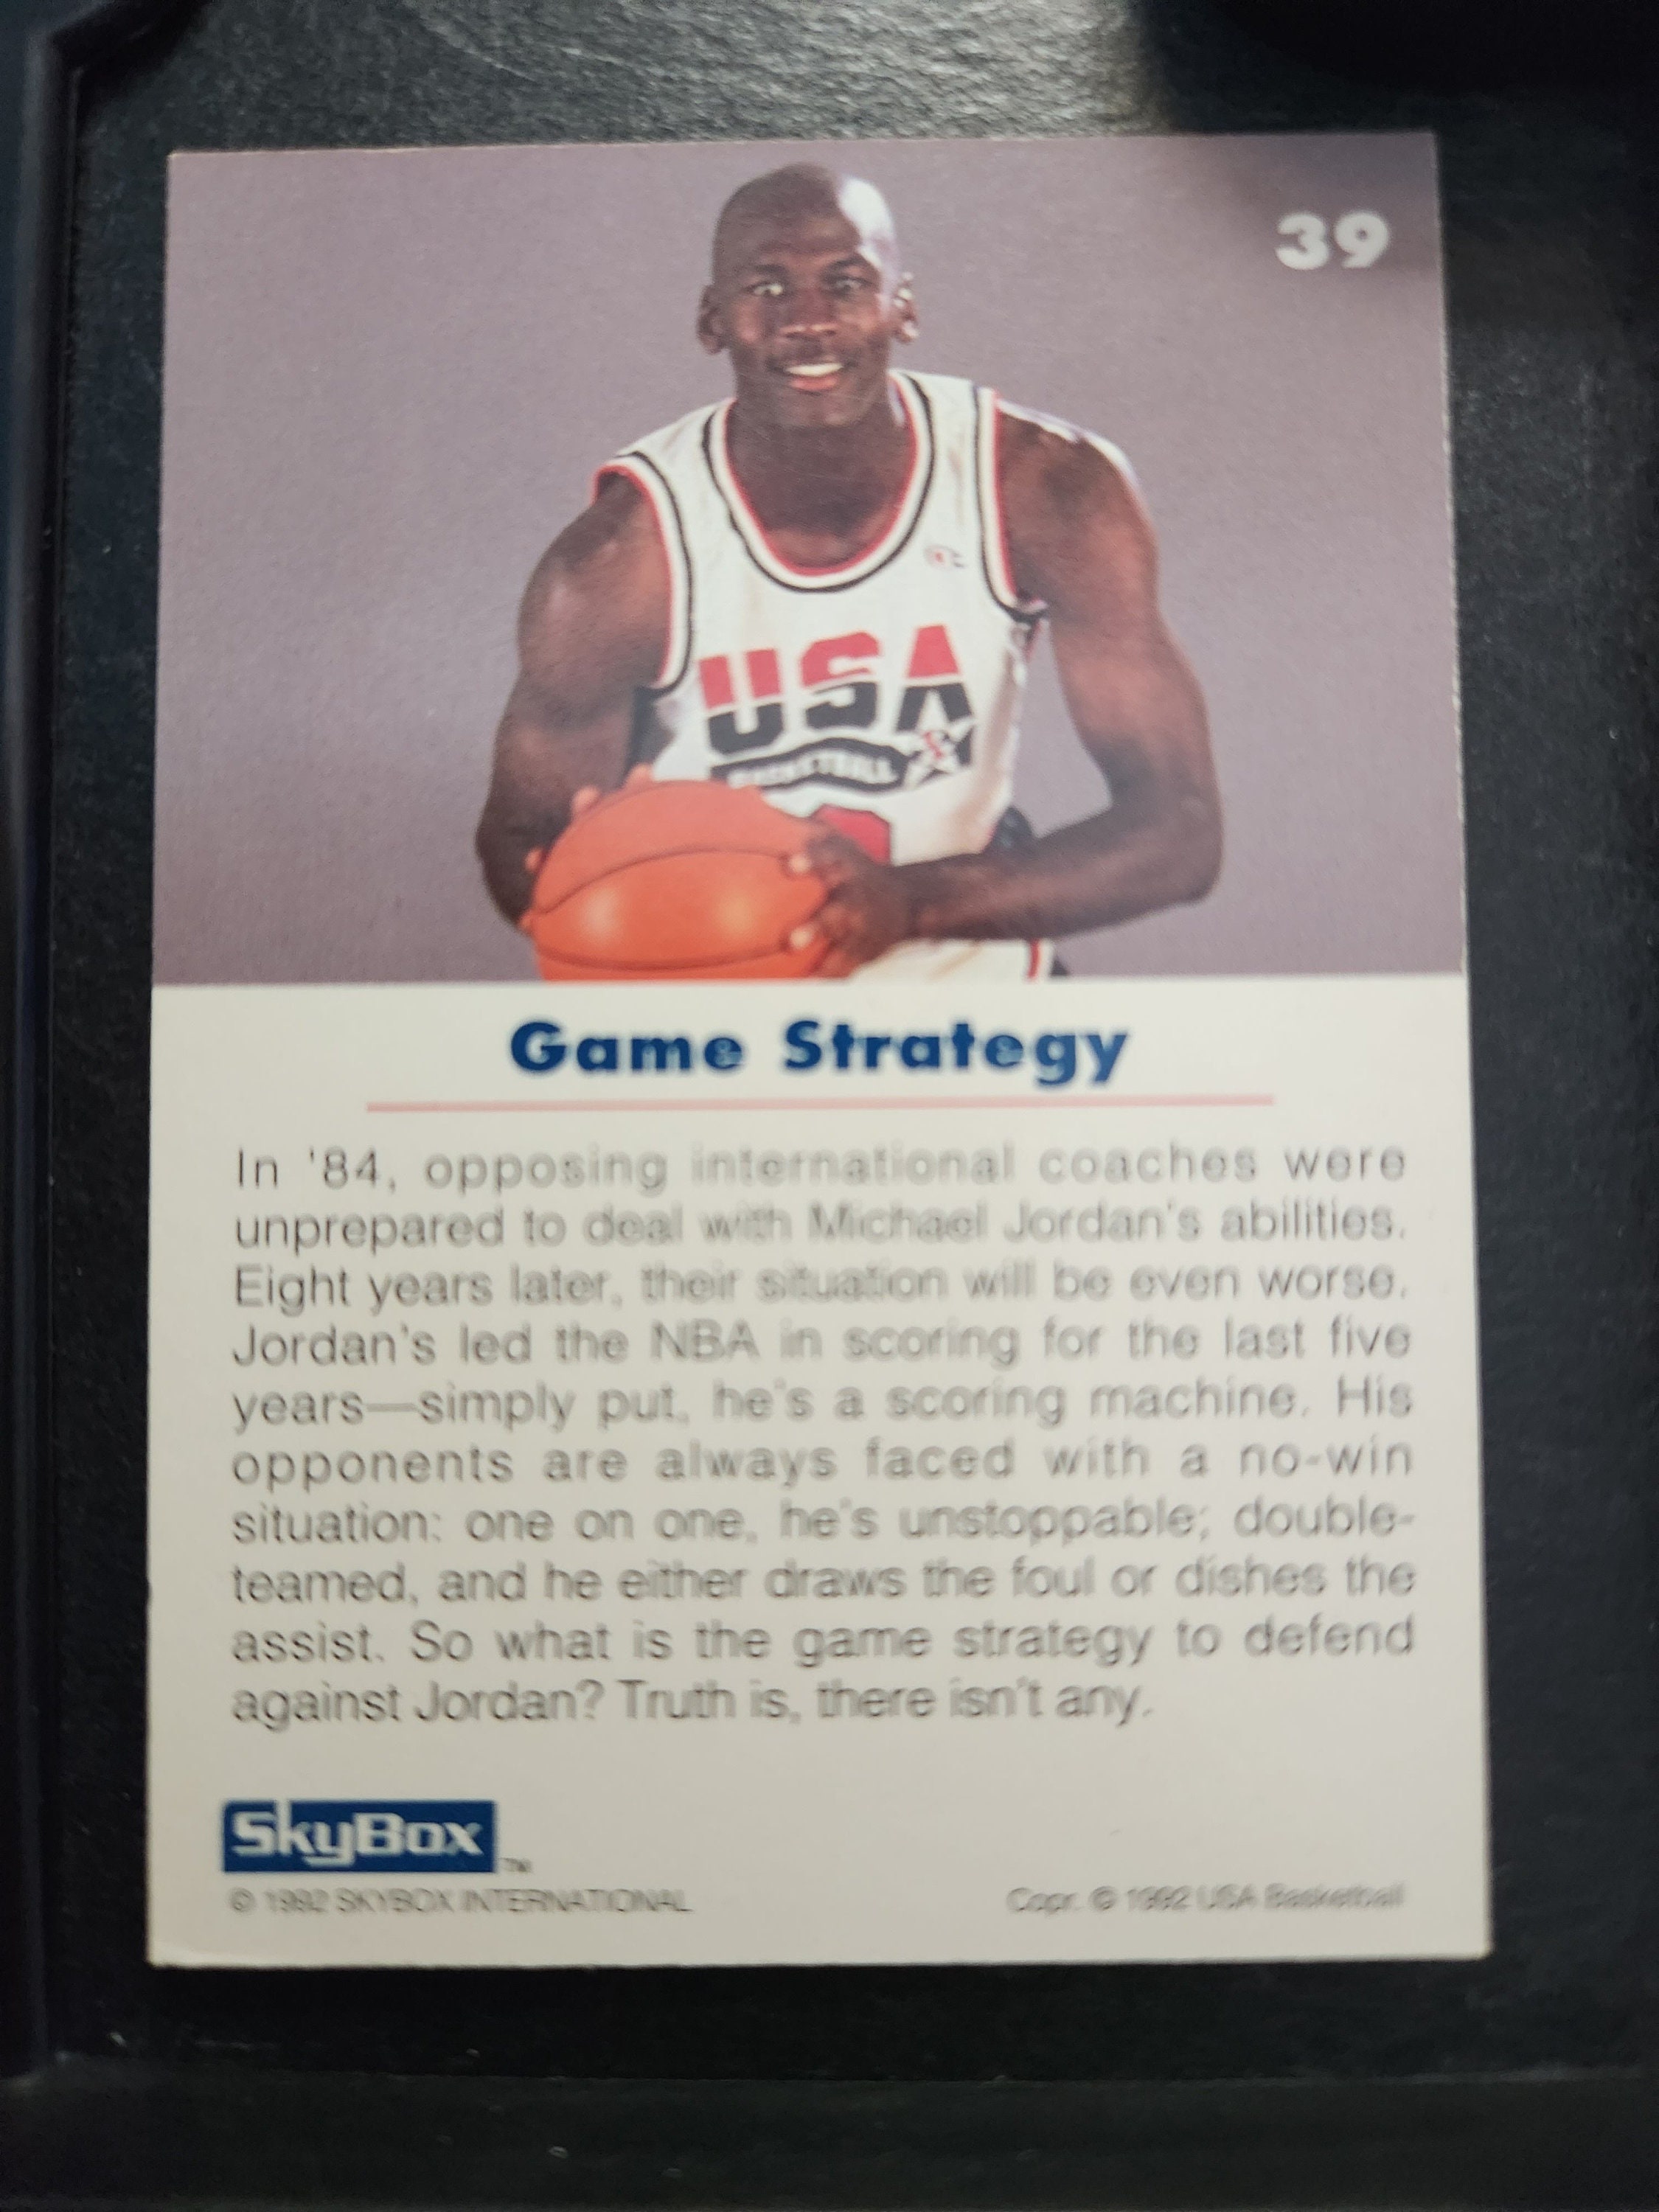 39
USA
BASKETBALL
Game Strategy
In '84, opposing international coaches were
unprepared to deal with Michael Jordan's abilities.
Eight years later, their situation will be even worse.
Jordan's led the NBA in scoring for the last five
years—simply put, he's a scoring machine. His
opponents are always faced with a no-win
situation: one on one, he's unstoppable; double-
teamed, and he either draws the foul or dishes the
assist. So what is the game strategy to defend
against Jordan? Truth is, there isn't any.
SkyBox™
© 1992 SKYBOX INTERNATIONAL
Copr. © 1992 USA Basketball